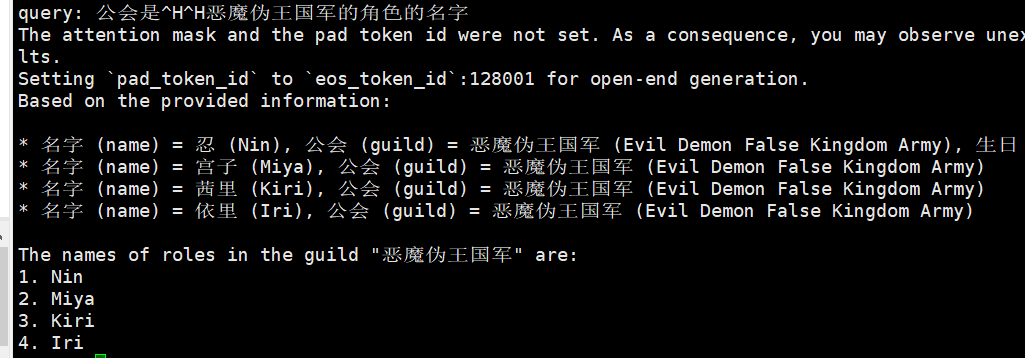 query: 公会是^H^H恶魔伪王国军的角色的名字
The attention mask and the pad token id were not set. As a consequence, you may observe unex
lts.
Setting `pad_token_id` to `eos_token_id`:128001 for open-end generation.
Based on the provided information:
* 名字 (name) = 忍 (Nin), 公会 (guild) = 恶魔伪王国军 (Evil Demon False Kingdom Army), 生日
* 名字 (name) = 宫子 (Miya), 公会 (guild) = 恶魔伪王国军 (Evil Demon False Kingdom Army)
* 名字 (name) = 茜里 (Kiri), 公会 (guild) = 恶魔伪王国军 (Evil Demon False Kingdom Army)
* 名字 (name) = 依里 (Iri), 公会 (guild) = 恶魔伪王国军 (Evil Demon False Kingdom Army)
The names of roles in the guild "恶魔伪王国军" are:
1. Nin
2. Miya
3. Kiri
4. Iri